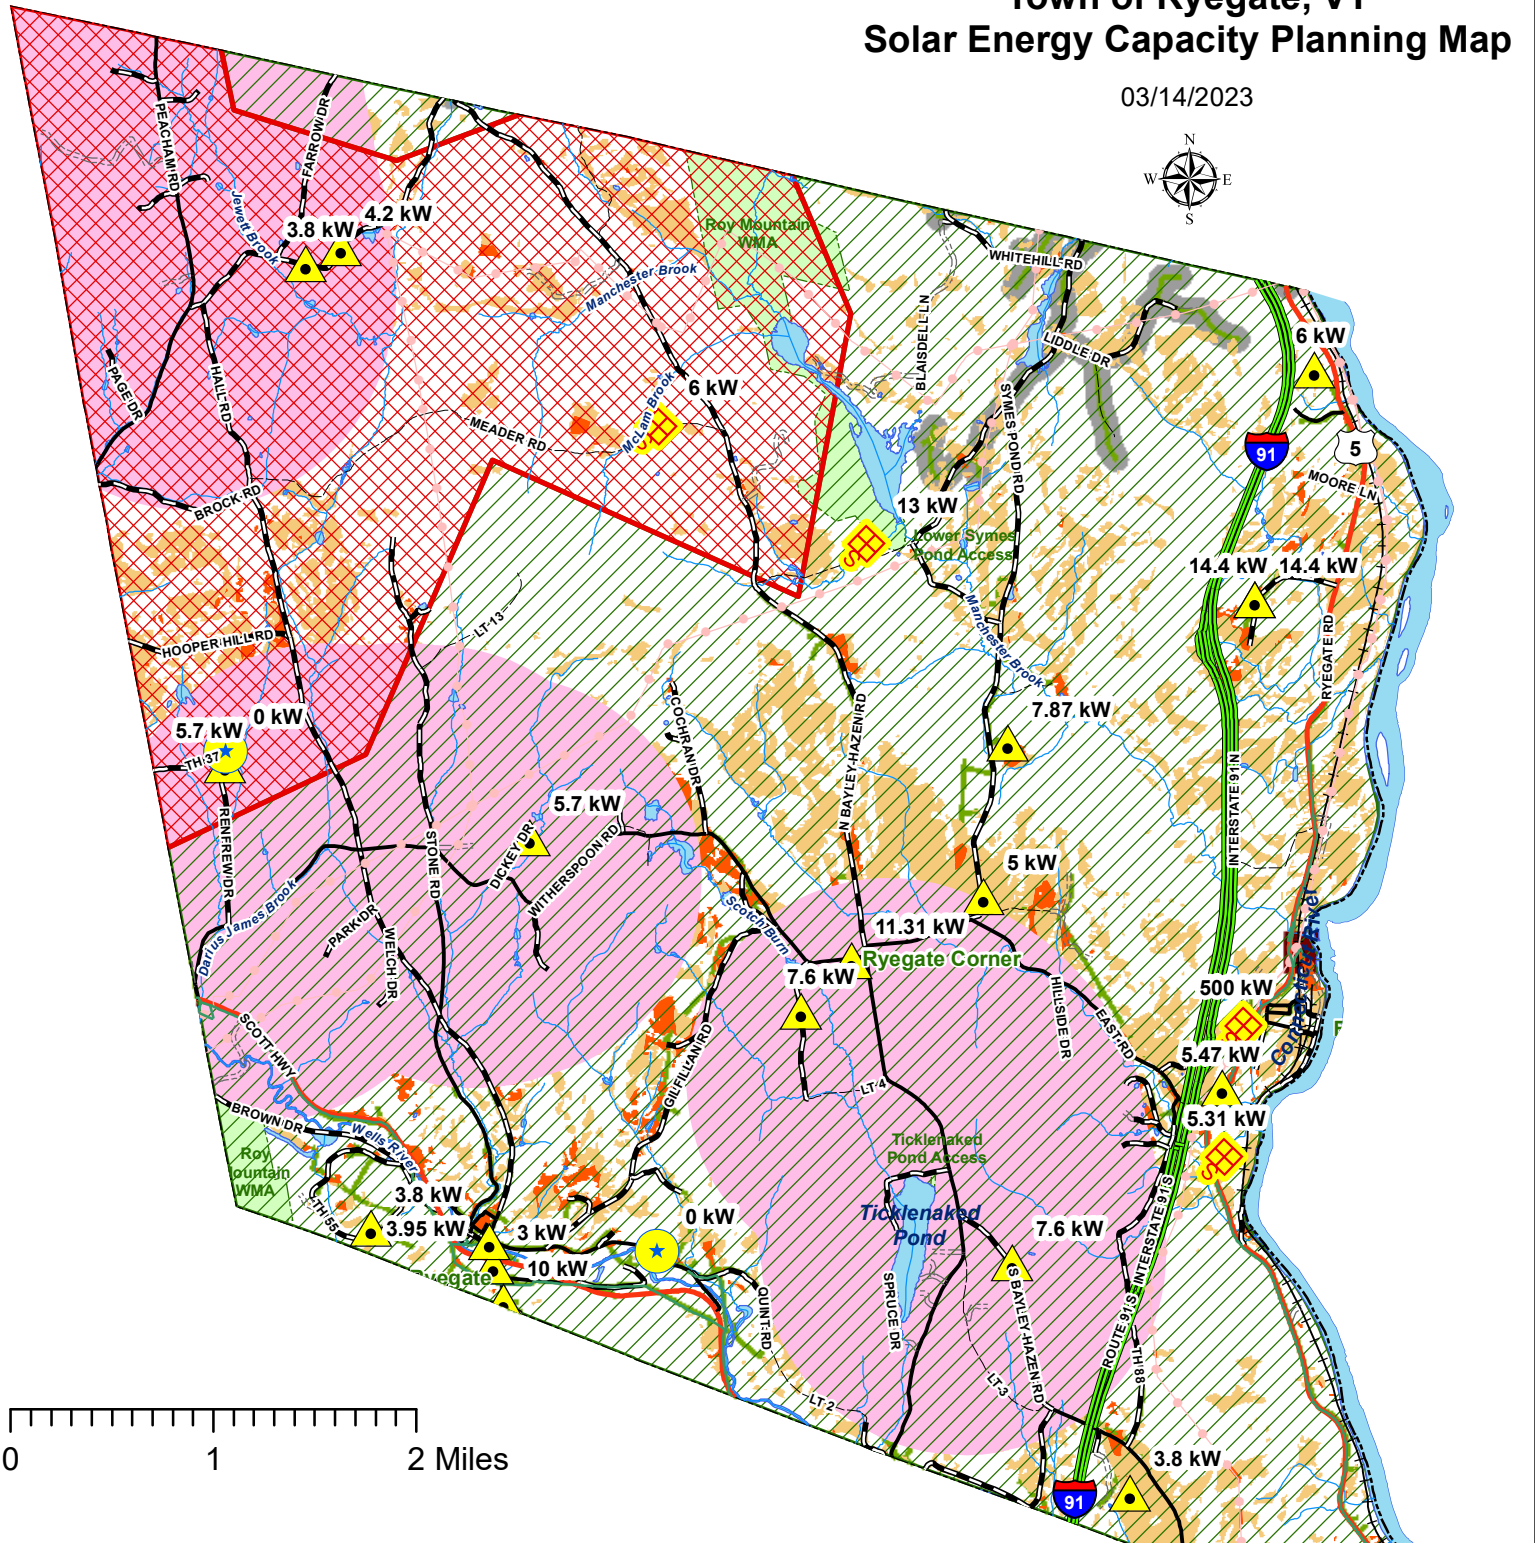 Town of Ryegate, VT
Solar Energy Capacity Planning Map
03/14/2023
N
W
E
S
PEACHAM RD
FARROW DR
Jewett Brook
3.8 kW
4.2 kW
Roy Mountain
WMA
Manchester Brook
WHITEHILL RD
BLAISDELL LN
LIDDLE DR
6 kW
PAGE DR
HALL RD
McLam Brook
6 kW
MEADER RD
SYMES POND RD
91
5
MOORE LN
BROCK RD
13 kW
S
Lower Symes
Pond Access
14.4 kW
14.4 kW
LT 13
HOOPER HILL RD
Manchester Brook
RYEGATE RD
COCHRAN DR
N BAYLEY-HAZEN RD
7.87 kW
5.7 kW
0 kW
TH 37
RENFREW DR
STONE RD
DICKEY DR
5.7 kW
WITHERSPOON RD
INTERSTATE 91 N
5 kW
Darius James Brook
PARK DR
WELCH DR
Scotch Burn
11.31 kW
Ryegate Corner
7.6 kW
HILLSIDE DR
EAST RD
500 kW
Connecticut River
SCOTT HWY
GILFILLAN RD
LT 4
5.47 kW
5.31 kW
S
BROWN DR
Wells River
Roy
Mountain
WMA
Ticklenaked
Pond Access
TH 55
3.8 kW
3.95 kW
3 kW
10 kW
0 kW
Ryegate
Ticklenaked
Pond
7.6 kW
INTERSTATE 91 S
QUINT RD
SPRUCE DR
S BAYLEY-HAZEN RD
ROUTE 91 S
TH 88
LT 3
LT 2
3.8 kW
91
0
1
2 Miles